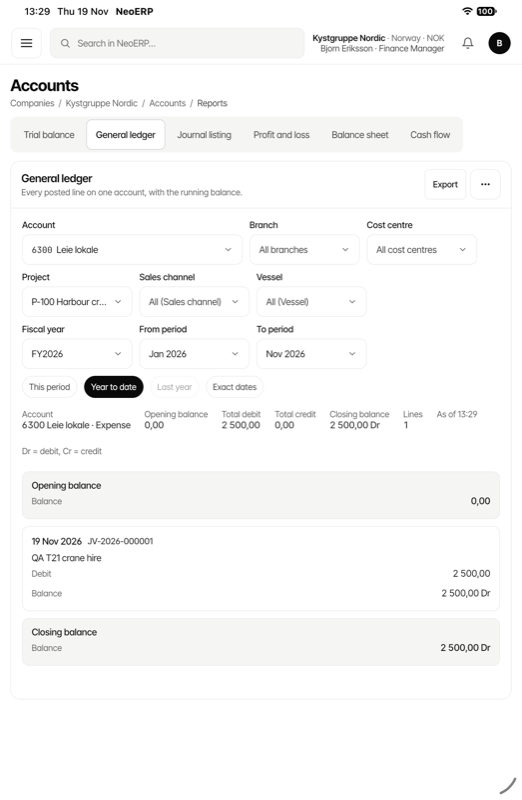 13:29 Thu 19 Nov NeoERP 100
Search in NeoERP...
Kystgruppe Nordic · Norway · NOK
Bjorn Eriksson · Finance Manager
B
Accounts
Companies / Kystgruppe Nordic / Accounts / Reports
Trial balance General ledger Journal listing Profit and loss Balance sheet Cash flow
General ledger
Every posted line on one account, with the running balance.
Export ...
Account Branch Cost centre
6300 Leie lokale All branches All cost centres
Project Sales channel Vessel
P-100 Harbour cr... All (Sales channel) All (Vessel)
Fiscal year From period To period
FY2026 Jan 2026 Nov 2026
This period Year to date Last year Exact dates
Account Opening balance Total debit Total credit Closing balance Lines As of 13:29
6300 Leie lokale · Expense 0,00 2 500,00 0,00 2 500,00 Dr 1
Dr = debit, Cr = credit
Opening balance
Balance 0,00
19 Nov 2026 JV-2026-000001
QA T21 crane hire
Debit 2 500,00
Balance 2 500,00 Dr
Closing balance
Balance 2 500,00 Dr